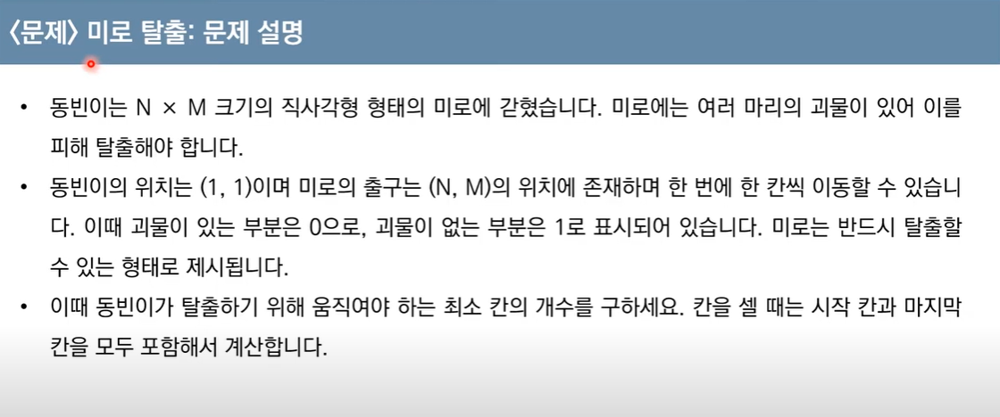 <문제> 미로 탈출: 문제 설명
• 동빈이는 N × M 크기의 직사각형 형태의 미로에 갇혔습니다. 미로에는 여러 마리의 괴물이 있어 이를
피해 탈출해야 합니다.
• 동빈이의 위치는 (1, 1)이며 미로의 출구는 (N, M)의 위치에 존재하며 한 번에 한 칸씩 이동할 수 있습니
다. 이때 괴물이 있는 부분은 0으로, 괴물이 없는 부분은 1로 표시되어 있습니다. 미로는 반드시 탈출할
수 있는 형태로 제시됩니다.
• 이때 동빈이가 탈출하기 위해 움직여야 하는 최소 칸의 개수를 구하세요. 칸을 셀 때는 시작 칸과 마지막
칸을 모두 포함해서 계산합니다.